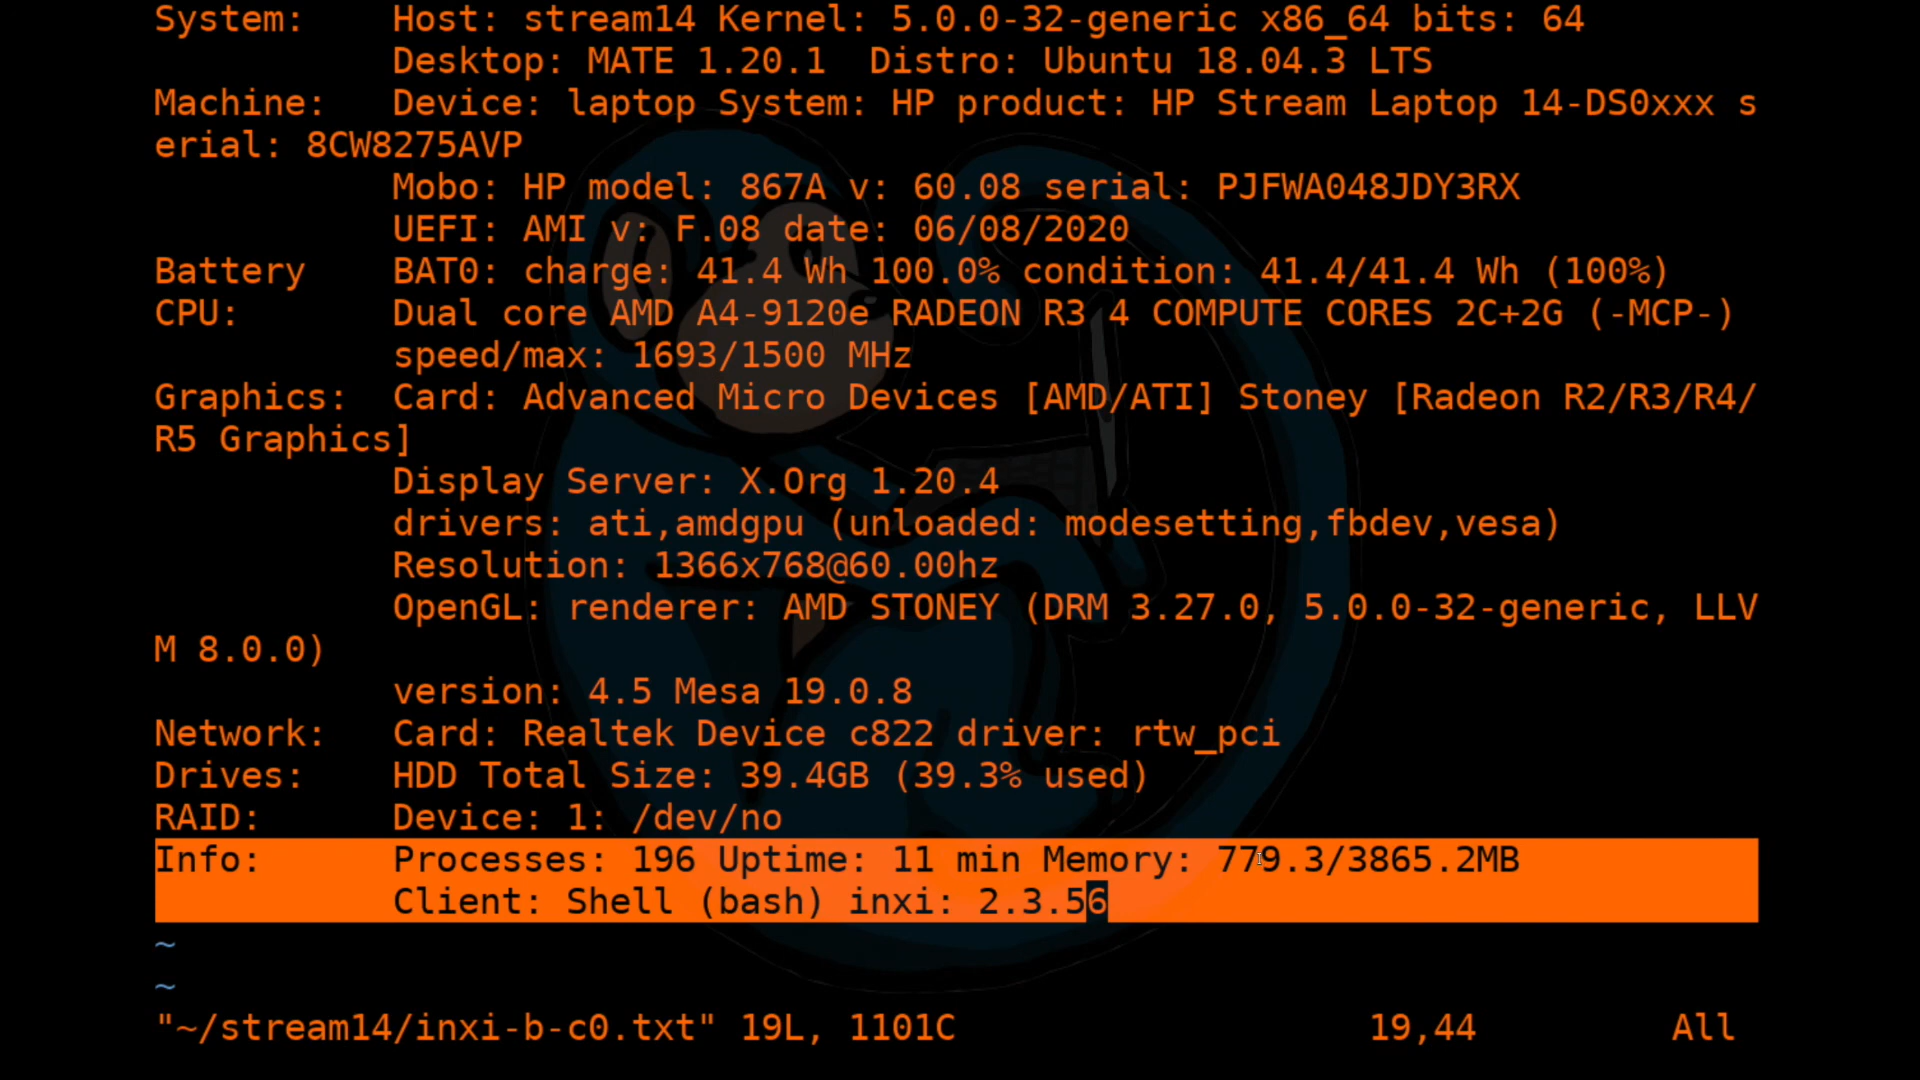 System:    Host: stream14 Kernel: 5.0.0-32-generic x86_64 bits: 64
           Desktop: MATE 1.20.1  Distro: Ubuntu 18.04.3 LTS
Machine:   Device: laptop System: HP product: HP Stream Laptop 14-DS0xxx s
erial: 8CW8275AVP
           Mobo: HP model: 867A v: 60.08 serial: PJFWA048JDY3RX
           UEFI: AMI v: F.08 date: 06/08/2020
Battery    BAT0: charge: 41.4 Wh 100.0% condition: 41.4/41.4 Wh (100%)
CPU:       Dual core AMD A4-9120e RADEON R3 4 COMPUTE CORES 2C+2G (-MCP-)
           speed/max: 1693/1500 MHz
Graphics:  Card: Advanced Micro Devices [AMD/ATI] Stoney [Radeon R2/R3/R4/
R5 Graphics]
           Display Server: X.Org 1.20.4
           drivers: ati,amdgpu (unloaded: modesetting,fbdev,vesa)
           Resolution: 1366x768@60.00hz
           OpenGL: renderer: AMD STONEY (DRM 3.27.0, 5.0.0-32-generic, LLV
M 8.0.0)
           version: 4.5 Mesa 19.0.8
Network:   Card: Realtek Device c822 driver: rtw_pci
Drives:    HDD Total Size: 39.4GB (39.3% used)
RAID:      Device: 1: /dev/no
Info:      Processes: 196 Uptime: 11 min Memory: 779.3/3865.2MB
           Client: Shell (bash) inxi: 2.3.56
~
~
"~/stream14/inxi-b-c0.txt" 19L, 1101C                   19,44         All